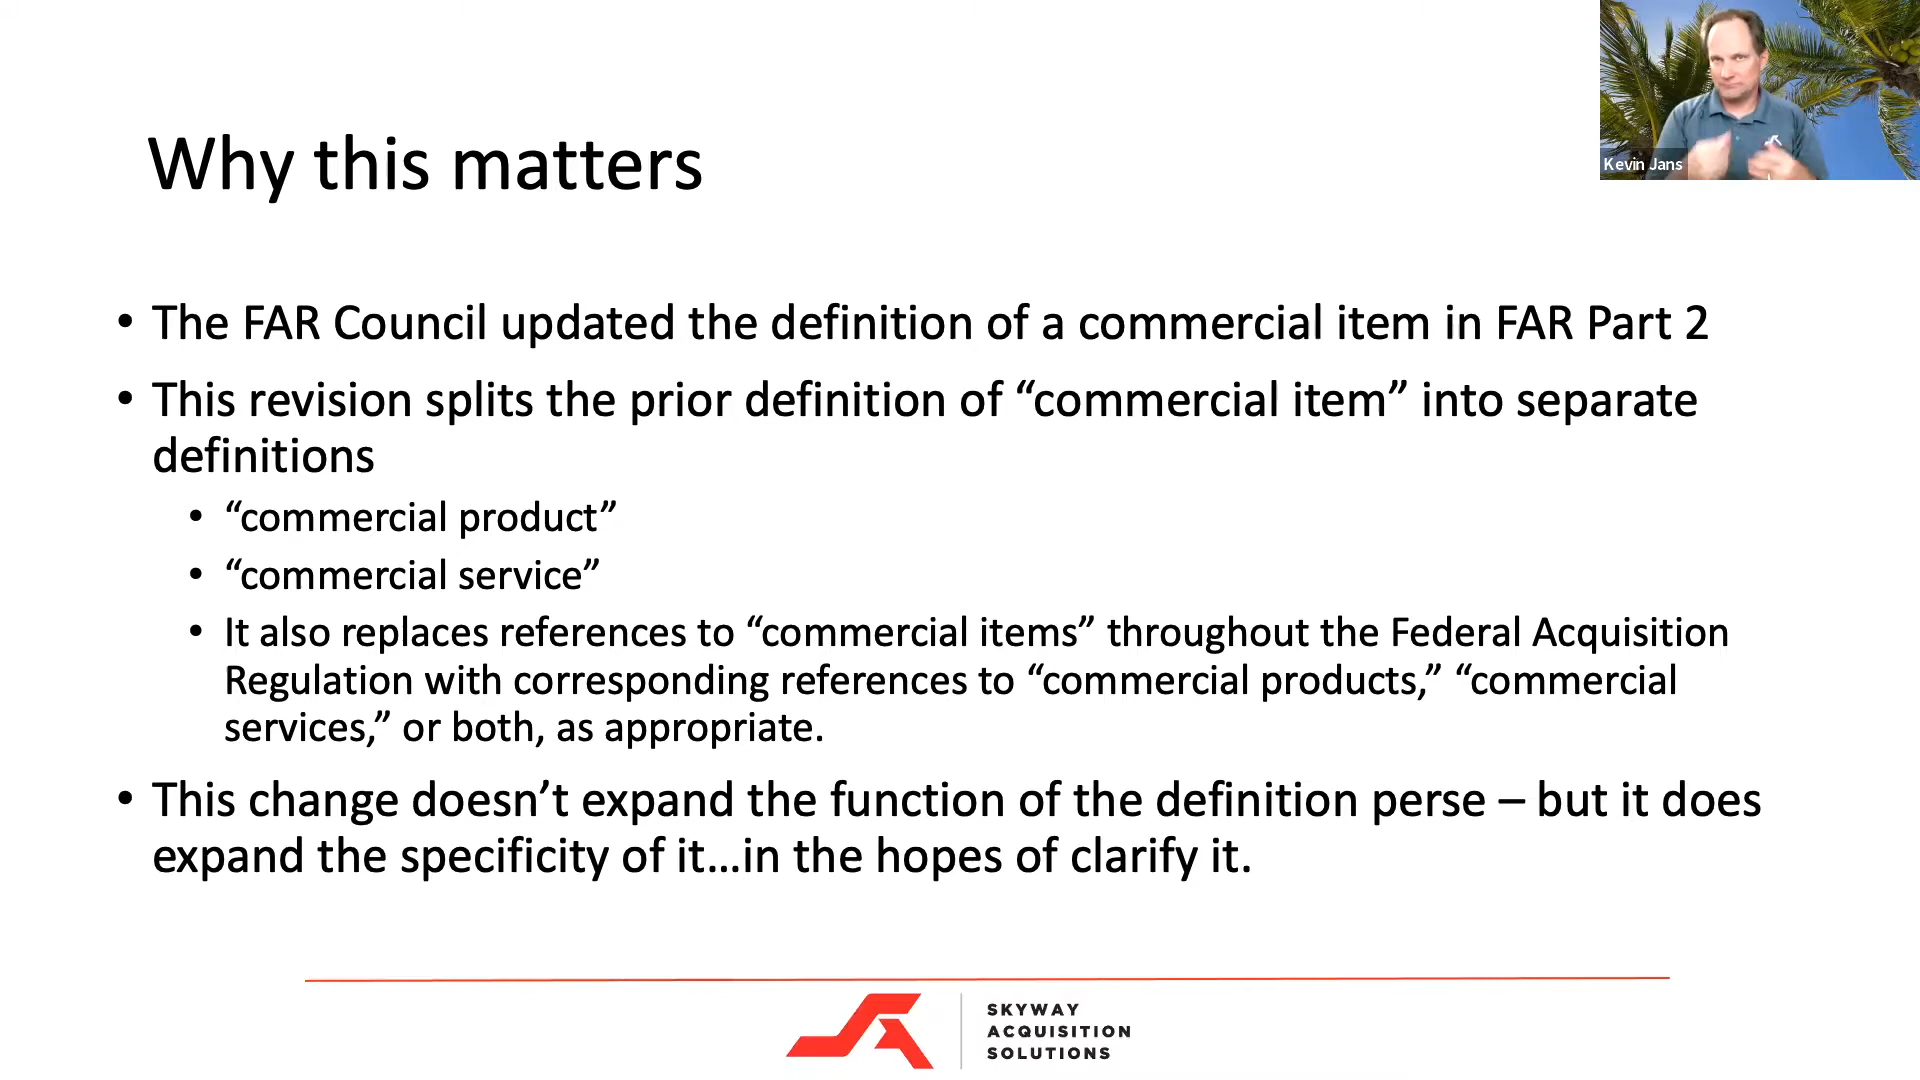 Kevin Jans
Why this matters
• The FAR Council updated the definition of a commercial item in FAR Part 2
• This revision splits the prior definition of “commercial item” into separate
definitions
• “commercial product”
• “commercial service”
• It also replaces references to “commercial items” throughout the Federal Acquisition
Regulation with corresponding references to “commercial products,” “commercial
services,” or both, as appropriate.
• This change doesn’t expand the function of the definition perse – but it does
expand the specificity of it…in the hopes of clarify it.
SKYWAY
ACQUISITION
SOLUTIONS